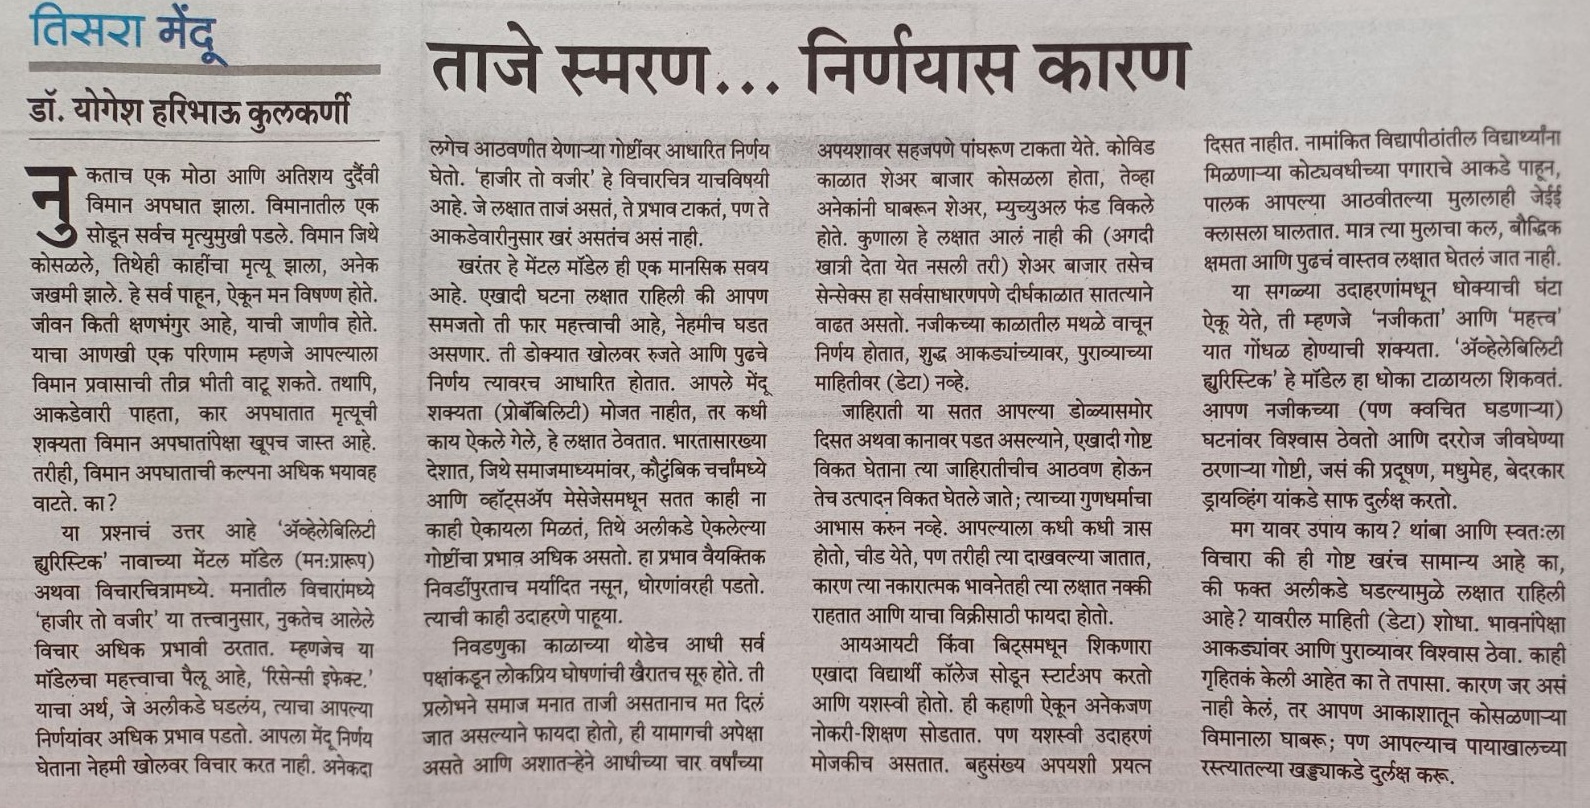 तिसरा मेंदू
ताजे स्मरण... निर्णयास कारण
डॉ. योगेश हरिभाऊ कुलकर्णी
नुकताच एक मोठा आणि अतिशय दुर्दैवी
विमान अपघात झाला. विमानातील एक
सोडून सर्वच मृत्युमुखी पडले. विमान जिथे
कोसळले, तिथेही काहींचा मृत्यू झाला, अनेक
जखमी झाले. हे सर्व पाहून, ऐकून मन विषण्ण होते.
जीवन किती क्षणभंगुर आहे, याची जाणीव होते.
याचा आणखी एक परिणाम म्हणजे आपल्याला
विमान प्रवासाची तीव्र भीती वाटू शकते. तथापि,
आकडेवारी पाहता, कार अपघातात मृत्यूची
शक्यता विमान अपघातांपेक्षा खूपच जास्त आहे.
तरीही, विमान अपघाताची कल्पना अधिक भयावह
वाटते. का?
या प्रश्नाचं उत्तर आहे ‘अ‍ॅव्हेलेबिलिटी
ह्युरिस्टिक’ नावाच्या मेंटल मॉडेल (मन:प्रारूप)
अथवा विचारचित्रामध्ये. मनातील विचारांमध्ये
‘हाजीर तो वजीर’ या तत्त्वानुसार, नुकतेच आलेले
विचार अधिक प्रभावी ठरतात. म्हणजेच या
मॉडेलचा महत्त्वाचा पैलू आहे, ‘रिसेन्सी इफेक्ट.’
याचा अर्थ, जे अलीकडे घडलंय, त्याचा आपल्या
निर्णयांवर अधिक प्रभाव पडतो. आपला मेंदू निर्णय
घेताना नेहमी खोलवर विचार करत नाही. अनेकदा
लगेच आठवणीत येणाऱ्या गोष्टींवर आधारित निर्णय
घेतो. ‘हाजीर तो वजीर’ हे विचारचित्र याचविषयी
आहे. जे लक्षात ताजं असतं, ते प्रभाव टाकतं, पण ते
आकडेवारीनुसार खरं असतंच असं नाही.
खरंतर हे मेंटल मॉडेल ही एक मानसिक सवय
आहे. एखादी घटना लक्षात राहिली की आपण
समजतो ती फार महत्त्वाची आहे, नेहमीच घडत
असणार. ती डोक्यात खोलवर रुजते आणि पुढचे
निर्णय त्यावरच आधारित होतात. आपले मेंदू
शक्यता (प्रोबॅबिलिटी) मोजत नाहीत, तर कधी
काय ऐकले गेले, हे लक्षात ठेवतात. भारतासारख्या
देशात, जिथे समाजमाध्यमांवर, कौटुंबिक चर्चांमध्ये
आणि व्हॉट्सअ‍ॅप मेसेजेसमधून सतत काही ना
काही ऐकायला मिळतं, तिथे अलीकडे ऐकलेल्या
गोष्टींचा प्रभाव अधिक असतो. हा प्रभाव वैयक्तिक
निवडींपुरताच मर्यादित नसून, धोरणांवरही पडतो.
त्याची काही उदाहरणे पाहूया.
निवडणुका काळाच्या थोडेच आधी सर्व
पक्षांकडून लोकप्रिय घोषणांची खैरातच सुरू होते. ती
प्रलोभने समाज मनात ताजी असतानाच मत दिलं
जात असल्याने फायदा होतो, ही यामागची अपेक्षा
असते आणि अशातऱ्हेने आधीच्या चार वर्षांच्या
अपयशावर सहजपणे पांघरूण टाकता येते. कोविड
काळात शेअर बाजार कोसळला होता, तेव्हा
अनेकांनी घाबरून शेअर, म्युच्युअल फंड विकले
होते. कुणाला हे लक्षात आलं नाही की (अगदी
खात्री देता येत नसली तरी) शेअर बाजार तसेच
सेन्सेक्स हा सर्वसाधारणपणे दीर्घकाळात सातत्याने
वाढत असतो. नजीकच्या काळातील मथळे वाचून
निर्णय होतात, शुद्ध आकड्यांच्यावर, पुराव्याच्या
माहितीवर (डेटा) नव्हे.
जाहिराती या सतत आपल्या डोळ्यासमोर
दिसत अथवा कानावर पडत असल्याने, एखादी गोष्ट
विकत घेताना त्या जाहिरातीचीच आठवण होऊन
तेच उत्पादन विकत घेतले जाते; त्याच्या गुणधर्माचा
आभास करुन नव्हे. आपल्याला कधी कधी त्रास
होतो, चीड येते, पण तरीही त्या दाखवल्या जातात,
कारण त्या नकारात्मक भावनेतही त्या लक्षात नक्की
राहतात आणि याचा विक्रीसाठी फायदा होतो.
आयआयटी किंवा बिट्समधून शिकणारा
एखादा विद्यार्थी कॉलेज सोडून स्टार्टअप करतो
आणि यशस्वी होतो. ही कहाणी ऐकून अनेकजण
नोकरी-शिक्षण सोडतात. पण यशस्वी उदाहरणं
मोजकीच असतात. बहुसंख्य अपयशी प्रयत्न
दिसत नाहीत. नामांकित विद्यापीठांतील विद्यार्थ्यांना
मिळणाऱ्या कोट्यवधीच्या पगाराचे आकडे पाहून,
पालक आपल्या आठवीतल्या मुलालाही जेईई
क्लासला घालतात. मात्र त्या मुलाचा कल, बौद्धिक
क्षमता आणि पुढचं वास्तव लक्षात घेतलं जात नाही.
या सगळ्या उदाहरणांमधून धोक्याची घंटा
ऐकू येते, ती म्हणजे ‘नजीकता’ आणि ‘महत्त्व’
यात गोंधळ होण्याची शक्यता. ‘अ‍ॅव्हेलेबिलिटी
ह्युरिस्टिक’ हे मॉडेल हा धोका टाळायला शिकवतं.
आपण नजीकच्या (पण क्वचित घडणाऱ्या)
घटनांवर विश्वास ठेवतो आणि दररोज जीवघेण्या
ठरणाऱ्या गोष्टी, जसं की प्रदूषण, मधुमेह, बेदरकार
ड्रायव्हिंग यांकडे साफ दुर्लक्ष करतो.
मग यावर उपाय काय? थांबा आणि स्वतःला
विचारा की ही गोष्ट खरंच सामान्य आहे का,
की फक्त अलीकडे घडल्यामुळे लक्षात राहिली
आहे? यावरील माहिती (डेटा) शोधा. भावनांपेक्षा
आकड्यांवर आणि पुराव्यावर विश्वास ठेवा. काही
गृहितकं केली आहेत का ते तपासा. कारण जर असं
नाही केलं, तर आपण आकाशातून कोसळणाऱ्या
विमानाला घाबरू; पण आपल्याच पायाखालच्या
रस्त्यातल्या खड्ड्याकडे दुर्लक्ष करू.